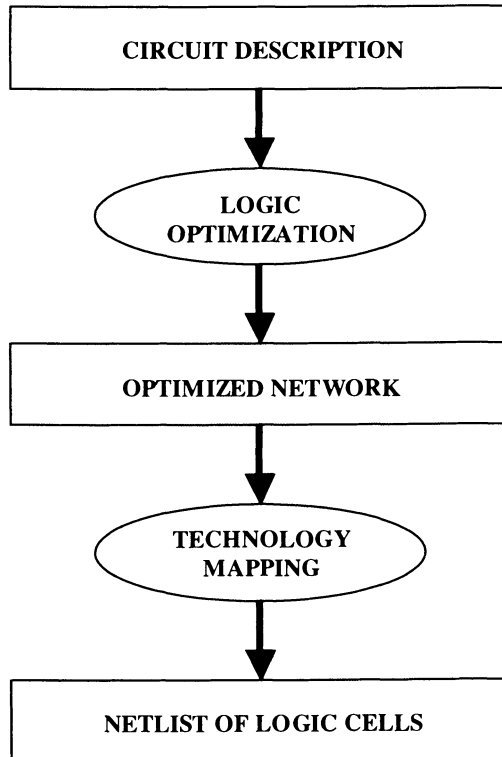 CIRCUIT DESCRIPTION
LOGIC
OPTIMIZATION
OPTIMIZED NETWORK
TECHNOLOGY
MAPPING
NETLIST OF LOGIC CELLS